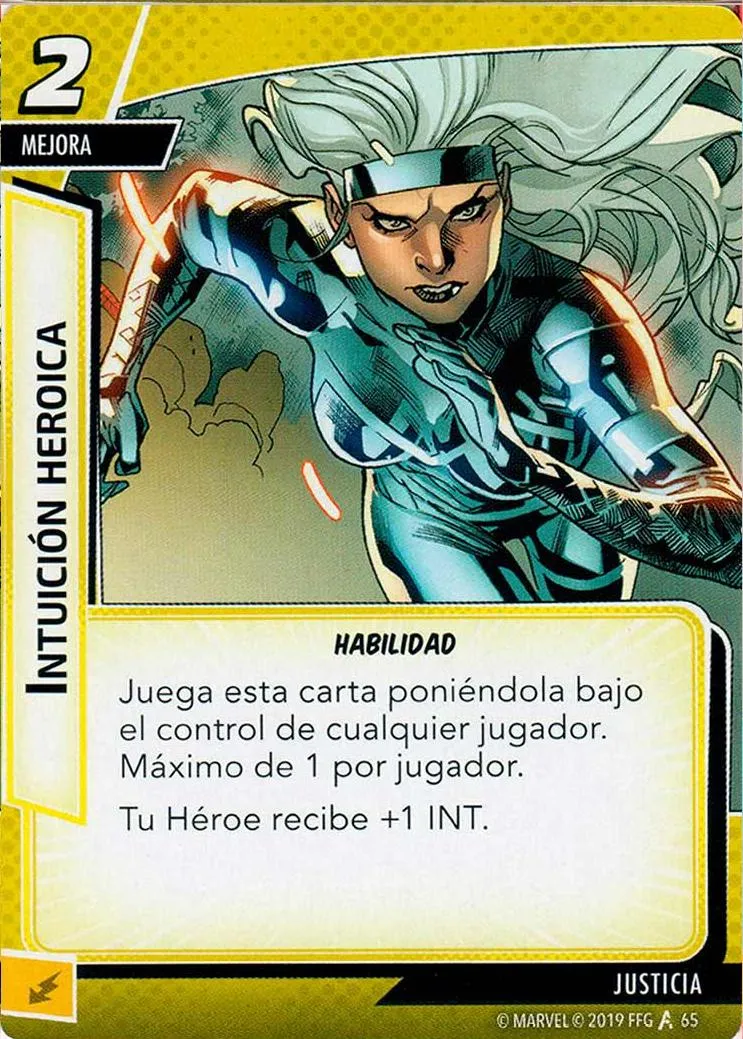 2
MEJORA
INTUICIÓN HEROICA
HABILIDAD
Juega esta carta poniéndola bajo
el control de cualquier jugador.
Máximo de 1 por jugador.
Tu Héroe recibe +1 INT.
JUSTICIA
© MARVEL © 2019 FFG 65